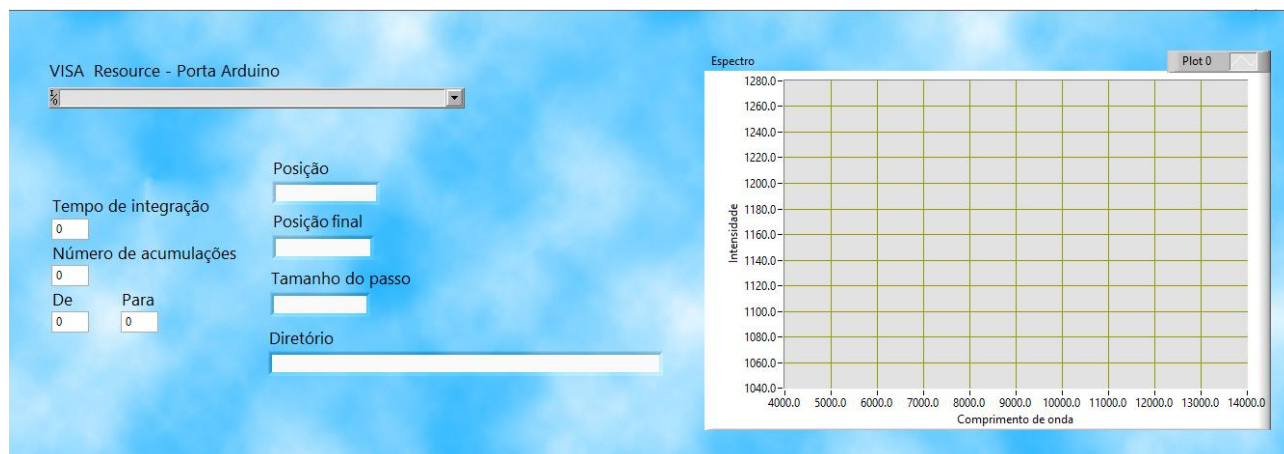 VISA Resource - Porta Arduino
I/O
Posição
Tempo de integração
0
Posição final
Número de acumulações
0
Tamanho do passo
De Para
0 0
Diretório
Espectro Plot 0
1280.0
1260.0
1240.0
1220.0
1200.0
1180.0
1160.0
1140.0
1120.0
1100.0
1080.0
1060.0
1040.0
Intensidade
4000.0 5000.0 6000.0 7000.0 8000.0 9000.0 10000.0 11000.0 12000.0 13000.0 14000.0
Comprimento de onda